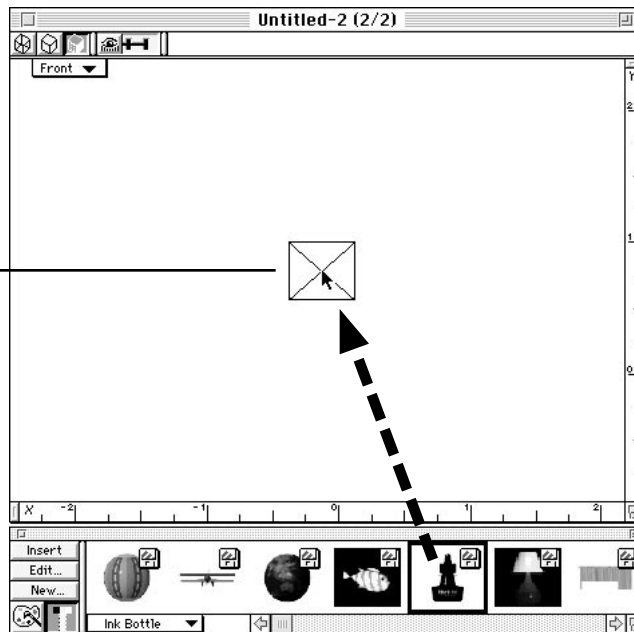 Untitled-2 (2/2)
Front
Y
2
1
0
X -2 -1 0 1 2
Insert
Edit...
New...
Ink Bottle